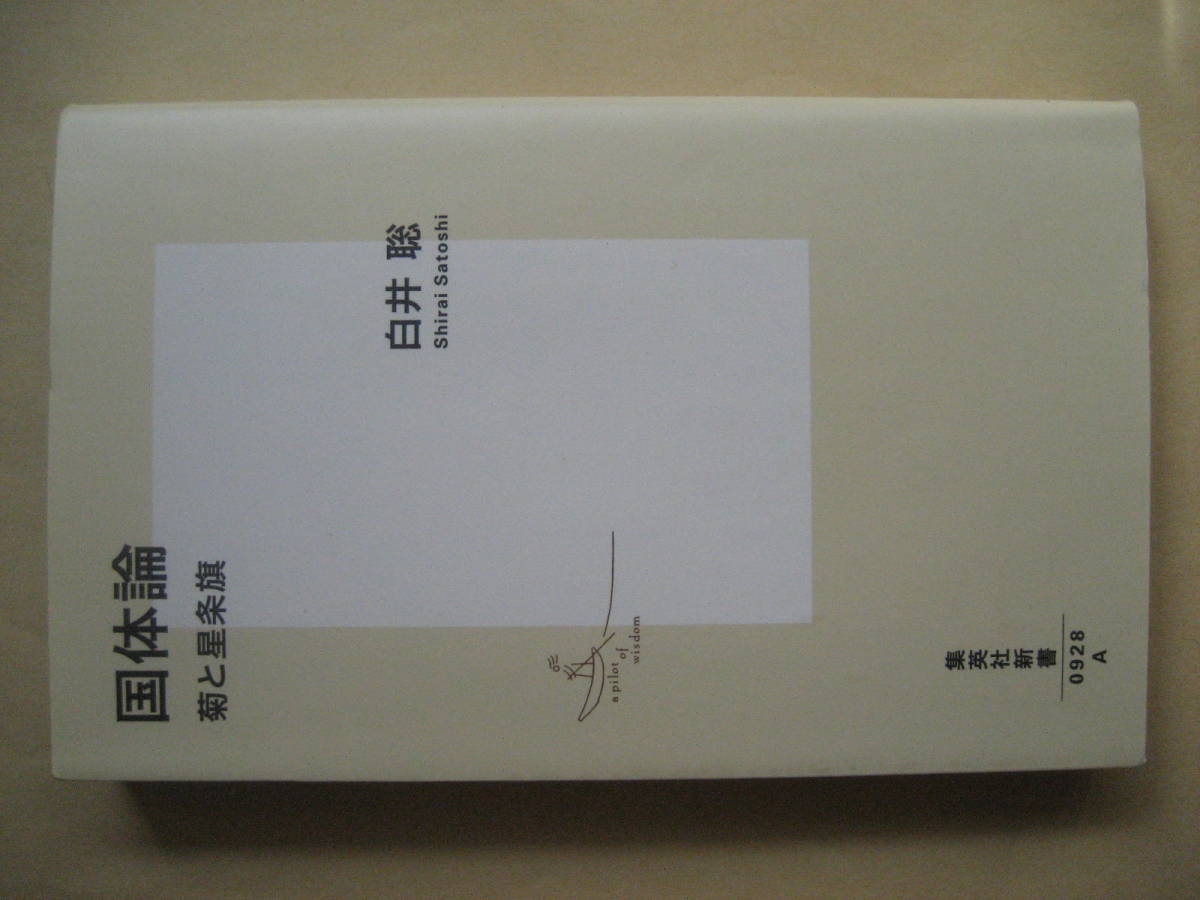 国体論
菊と星条旗
白井 聡
Shirai Satoshi
a pilot of
wisdom
集英社新書
0928
A